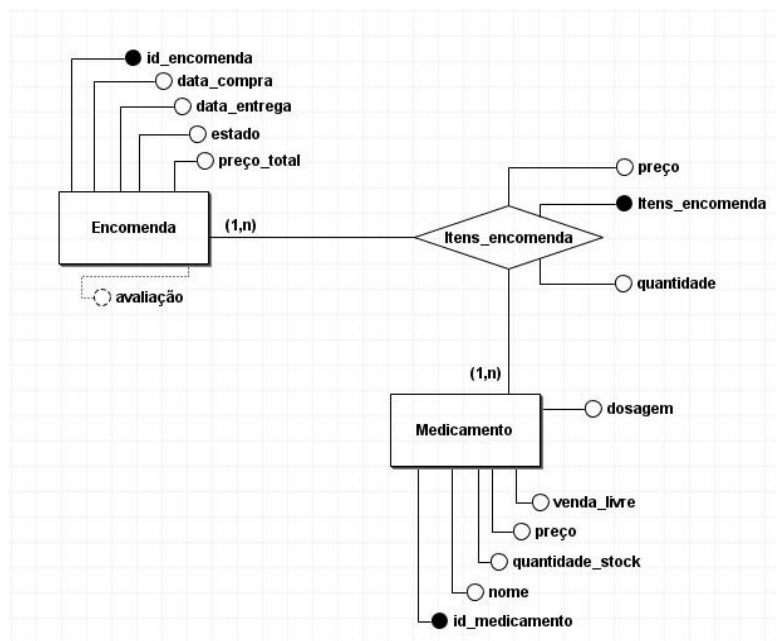 id_encomenda
data_compra
data_entrega
estado
preço_total
Encomenda
(1,n)
avaliação
preço
Itens_encomenda
Itens_encomenda
quantidade
(1,n)
Medicamento
dosagem
venda_livre
preço
quantidade_stock
nome
id_medicamento